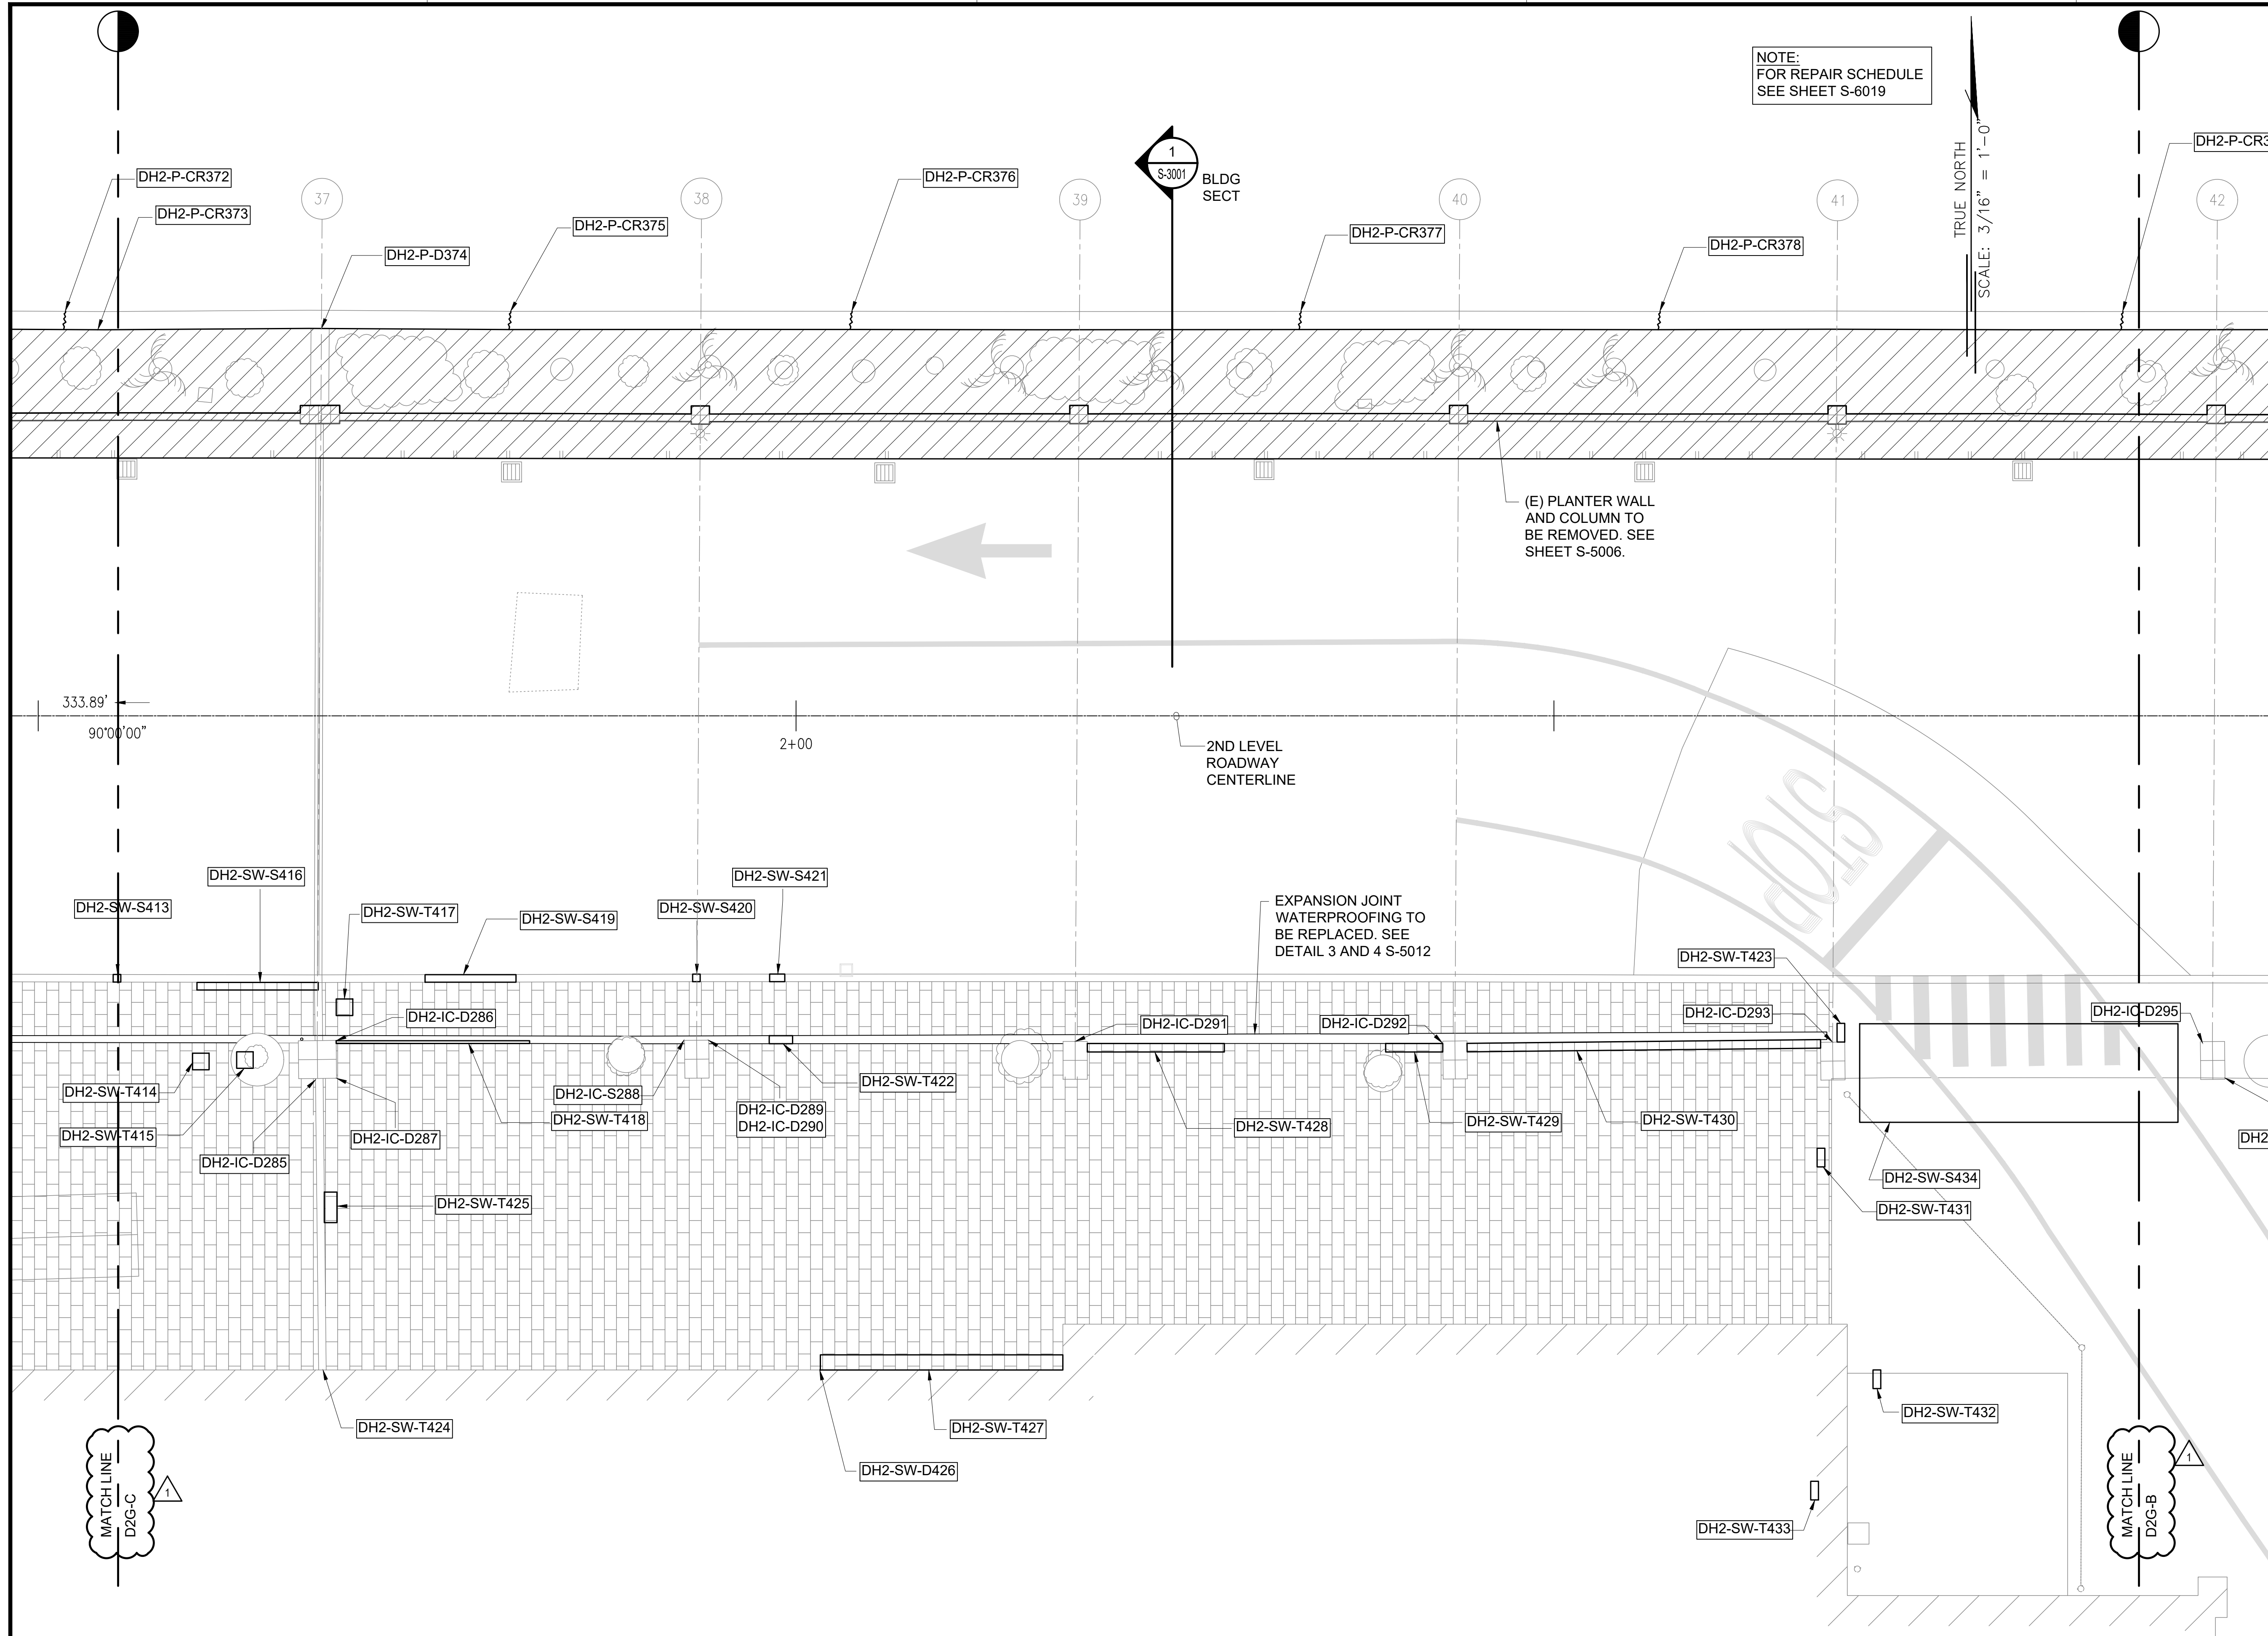 NOTE:
FOR REPAIR SCHEDULE
SEE SHEET S-6019
TRUE NORTH
SCALE: 3/16" = 1'-0"
1
S-3001
BLDG
SECT
DH2-P-CR372
DH2-P-CR373
37
DH2-P-D374
DH2-P-CR375
38
DH2-P-CR376
39
DH2-P-CR377
40
DH2-P-CR378
41
DH2-P-CR3
42
(E) PLANTER WALL
AND COLUMN TO
BE REMOVED. SEE
SHEET S-5006.
333.89'
90°00'00"
2+00
2ND LEVEL
ROADWAY
CENTERLINE
STOP
DH2-SW-S413
DH2-SW-S416
DH2-SW-T417
DH2-SW-S419
DH2-SW-S420
DH2-SW-S421
EXPANSION JOINT
WATERPROOFING TO
BE REPLACED. SEE
DETAIL 3 AND 4 S-5012
DH2-SW-T423
DH2-IC-D286
DH2-IC-D291
DH2-IC-D292
DH2-IC-D293
DH2-IC-D295
DH2-SW-T414
DH2-SW-T415
DH2-IC-D285
DH2-IC-D287
DH2-IC-S288
DH2-SW-T418
DH2-IC-D289
DH2-IC-D290
DH2-SW-T422
DH2-SW-T428
DH2-SW-T429
DH2-SW-T430
DH2
DH2-SW-S434
DH2-SW-T431
DH2-SW-T425
DH2-SW-T424
DH2-SW-T427
DH2-SW-D426
DH2-SW-T432
DH2-SW-T433
MATCH LINE
D2G-C
1
MATCH LINE
D2G-B
1